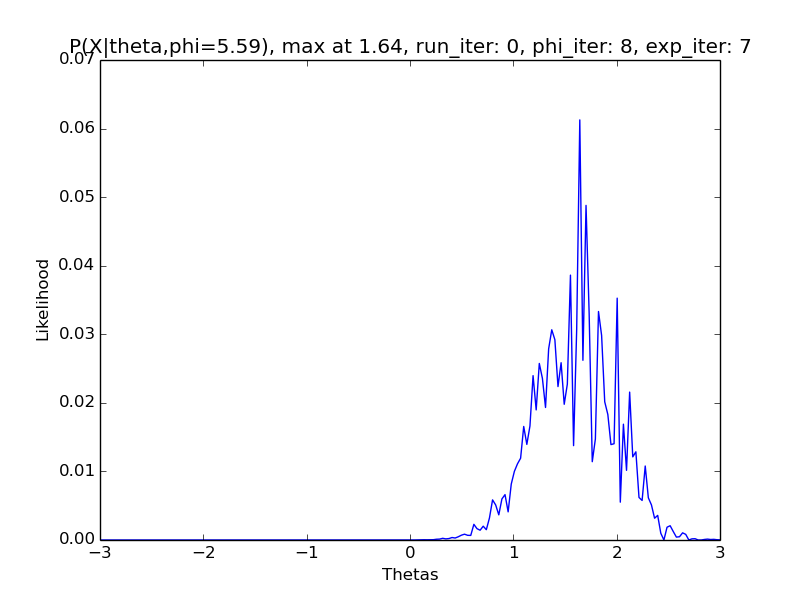 P(X|theta,phi=5.59), max at 1.64, run_iter: 0, phi_iter: 8, exp_iter: 7
0.07
0.06
0.05
0.04
0.03
0.02
0.01
0.00
Likelihood
−3 −2 −1 0 1 2 3
Thetas